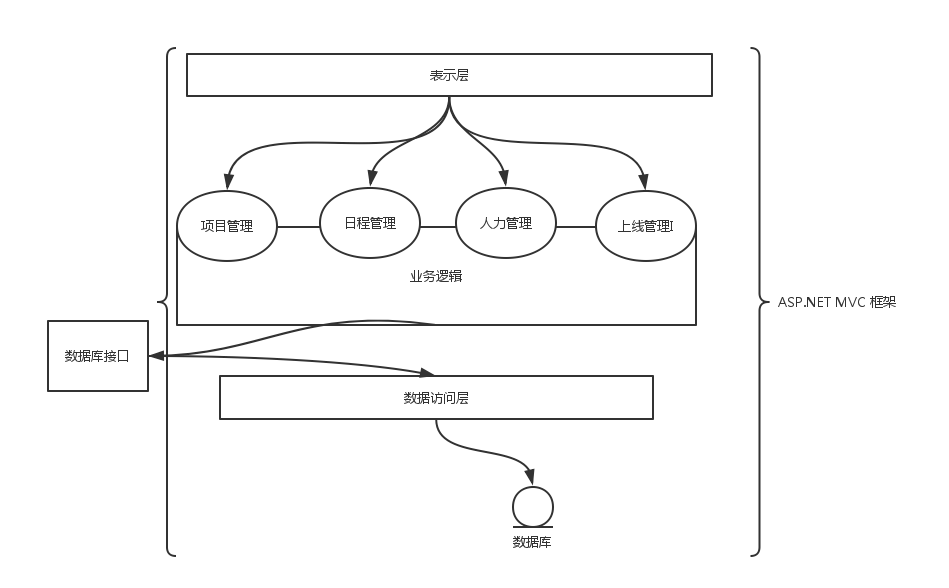 表示层
项目管理
日程管理
人力管理
上线管理I
业务逻辑
ASP.NET MVC 框架
数据库接口
数据访问层
数据库